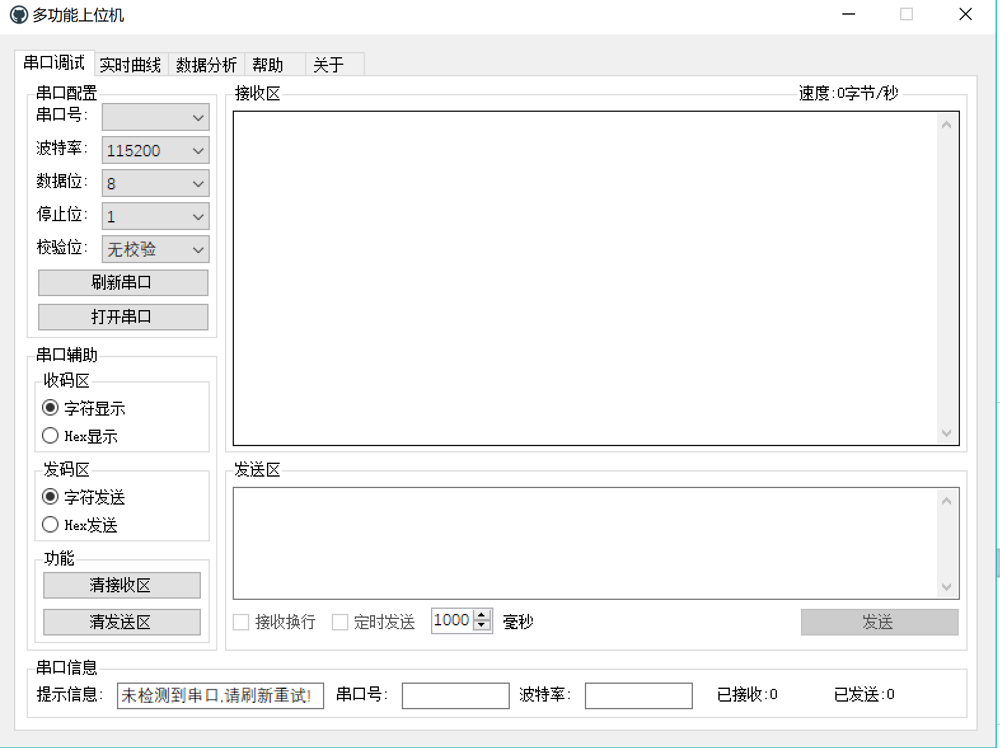 多功能上位机
串口调试 实时曲线 数据分析 帮助 关于
串口配置
串口号:
波特率: 115200
数据位: 8
停止位: 1
校验位: 无校验
刷新串口
打开串口
串口辅助
收码区
字符显示
Hex显示
发码区
字符发送
Hex发送
功能
清接收区
清发送区
接收区 速度:0字节/秒
发送区
接收换行 定时发送 1000 毫秒 发送
串口信息
提示信息: 未检测到串口,请刷新重试! 串口号: 波特率: 已接收:0 已发送:0